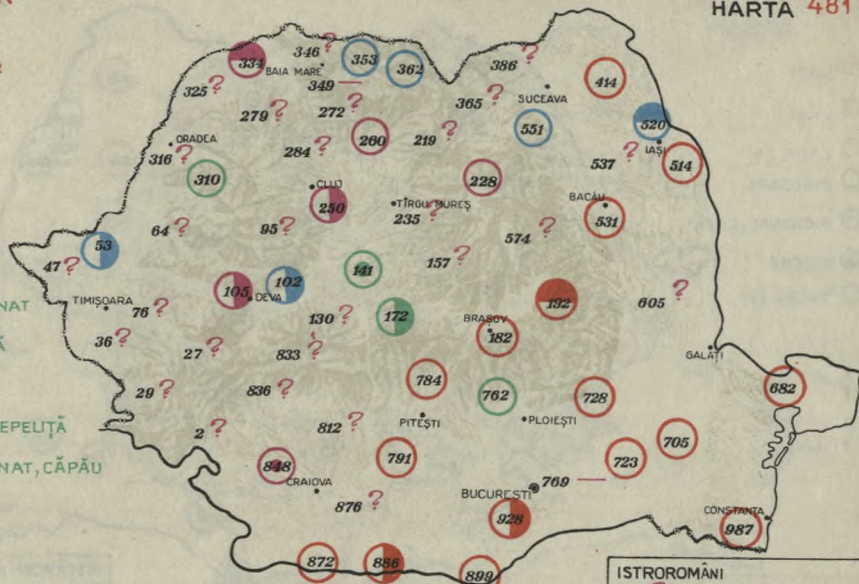 HARTA 481
346 ?
353
362
386 ?
334
BAIA MARE
349 —
414
325 ?
365 ?
SUCEAVA
279 ?
272 ?
260
219 ?
551
520
IAȘI
ORADEA
316 ?
284 ?
537 ?
514
310
CLUJ
228
250
TÎRGU MUREȘ
235 ?
BACĂU
531
64 ?
95 ?
574 ?
53
47 ?
157 ?
141
105
DEVA
102
192
605 ?
TIMIȘOARA
76 ?
130 ?
172
BRAȘOV
182
NAT
36 ?
27 ?
833 ?
GALAȚI
29 ?
836 ?
784
762
728
682
EPELIȚĂ
2 ?
812 ?
PITEȘTI
PLOIEȘTI
705
NAT, CĂPĂU
848
CRAIOVA
791
723
769 —
BUCUREȘTI
876 ?
928
CONSTANȚA
987
872
886
899
ISTROROMÂNI